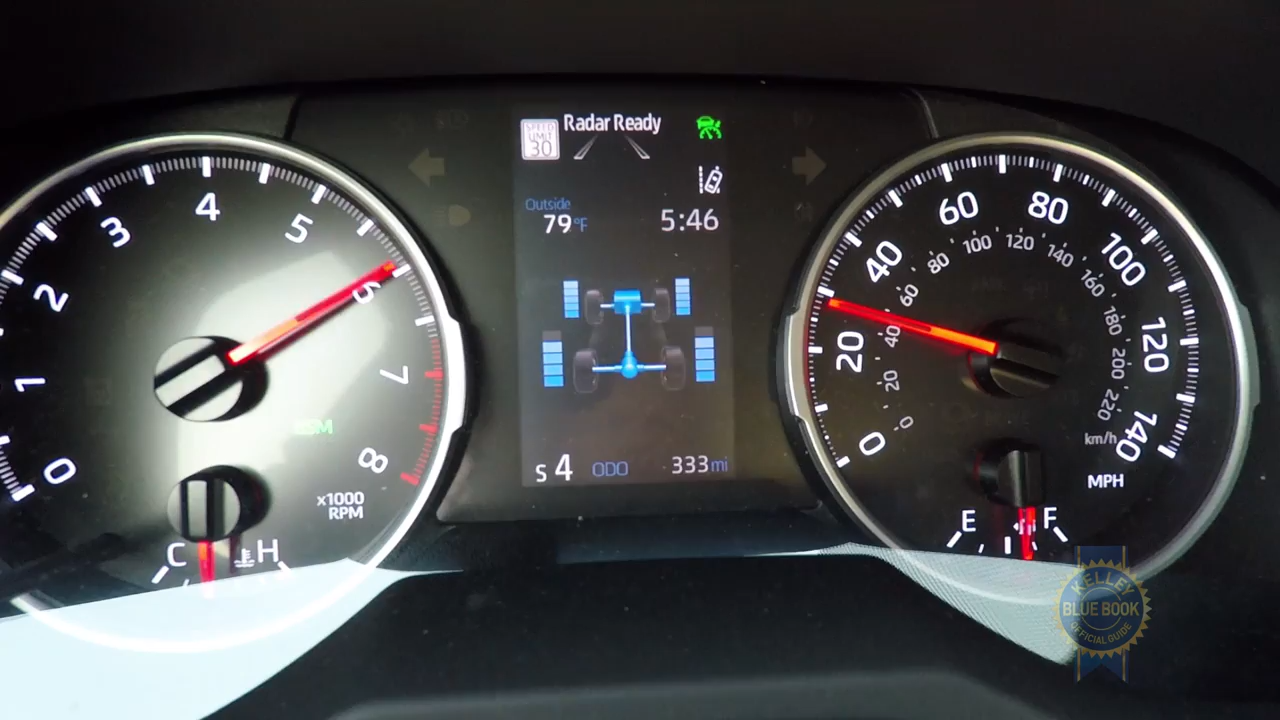 SPEED
LIMIT
30
Radar Ready
Outside
79°F
5:46
S 4
ODO
333 mi
0
1
2
3
4
5
6
7
8
x1000
RPM
C
H
0
20
40
60
80
100
120
140
0
20
40
60
80
100
120
140
160
180
200
220
km/h
MPH
E
F
KELLEY
BLUE BOOK
OFFICIAL GUIDE